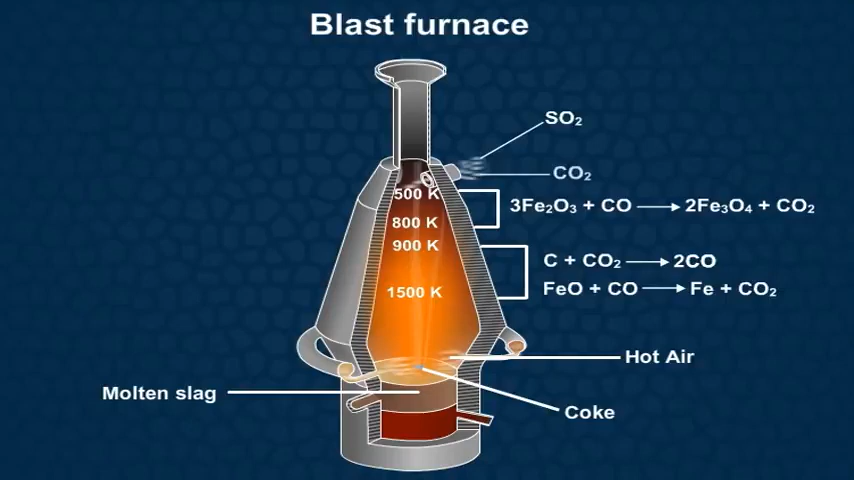 Blast furnace
SO₂
CO₂
500 K
3Fe₂O₃ + CO ⟶ 2Fe₃O₄ + CO₂
800 K
900 K
C + CO₂ ⟶ 2CO
1500 K
FeO + CO ⟶ Fe + CO₂
Hot Air
Molten slag
Coke